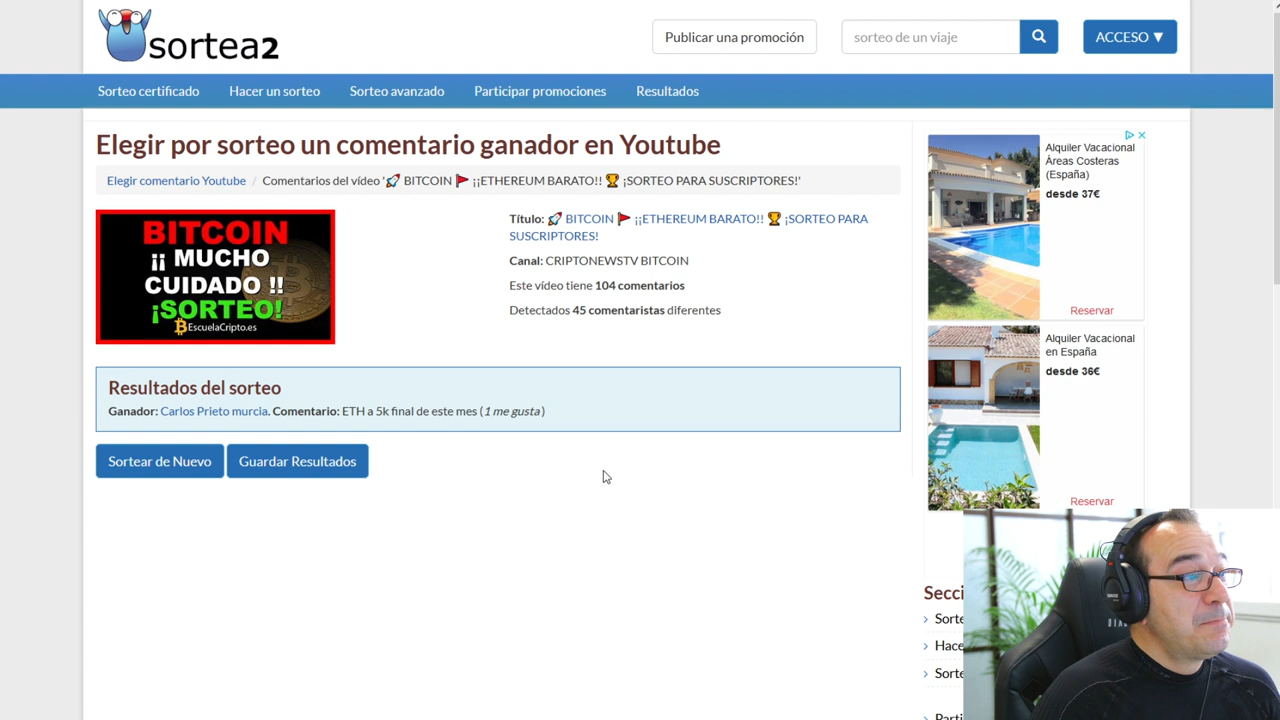 sortea2
Publicar una promoción
sorteo de un viaje
ACCESO ▼
Sorteo certificado
Hacer un sorteo
Sorteo avanzado
Participar promociones
Resultados
Elegir por sorteo un comentario ganador en Youtube
Elegir comentario Youtube / Comentarios del vídeo '🚀 BITCOIN 🚩 ¡¡ETHEREUM BARATO!! 🏆 ¡SORTEO PARA SUSCRIPTORES!'
BITCOIN
¡¡ MUCHO
CUIDADO !!
¡SORTEO!
EscuelaCripto.es
Título: 🚀 BITCOIN 🚩 ¡¡ETHEREUM BARATO!! 🏆 ¡SORTEO PARA
SUSCRIPTORES!
Canal: CRIPTONEWSTV BITCOIN
Este vídeo tiene 104 comentarios
Detectados 45 comentaristas diferentes
Resultados del sorteo
Ganador: Carlos Prieto murcia. Comentario: ETH a 5k final de este mes (1 me gusta )
Sortear de Nuevo
Guardar Resultados
Alquiler Vacacional
Áreas Costeras
(España)
desde 37€
Reservar
Alquiler Vacacional
en España
desde 36€
Reservar
Secci
Sorte
Hace
Sorte
Parti